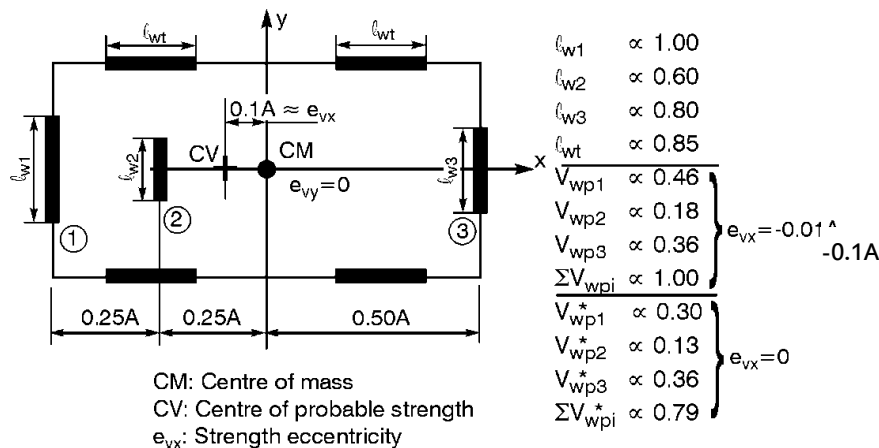 y
ℓwt
ℓwt
0.1A ≈ evx
CV
CM
x
evy=0
ℓw1
ℓw2
ℓw3
1
2
3
0.25A
0.25A
0.50A
CM: Centre of mass
CV: Centre of probable strength
evx: Strength eccentricity
ℓw1 ∝ 1.00
ℓw2 ∝ 0.60
ℓw3 ∝ 0.80
ℓwt ∝ 0.85
Vwp1 ∝ 0.46
Vwp2 ∝ 0.18
Vwp3 ∝ 0.36
ΣVwpi ∝ 1.00
evx=-0.01^
-0.1A
V*wp1 ∝ 0.30
V*wp2 ∝ 0.13
V*wp3 ∝ 0.36
ΣV*wpi ∝ 0.79
evx=0